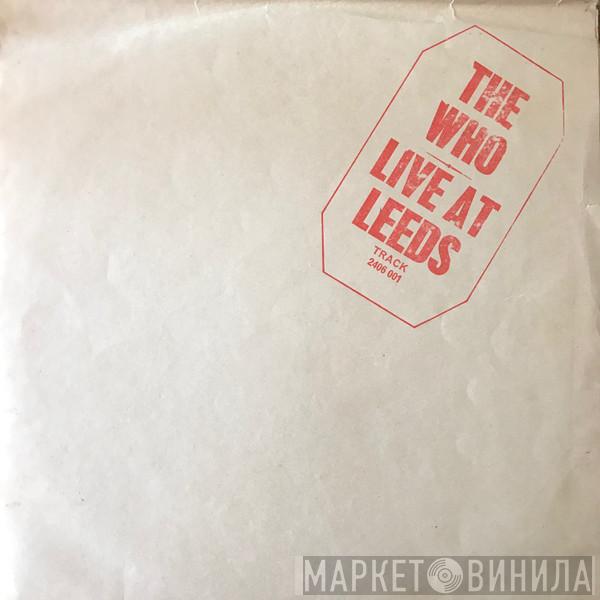 THE
WHO
LIVE AT
LEEDS
TRACK
2406 001
МАРКЕТ ВИНИЛА